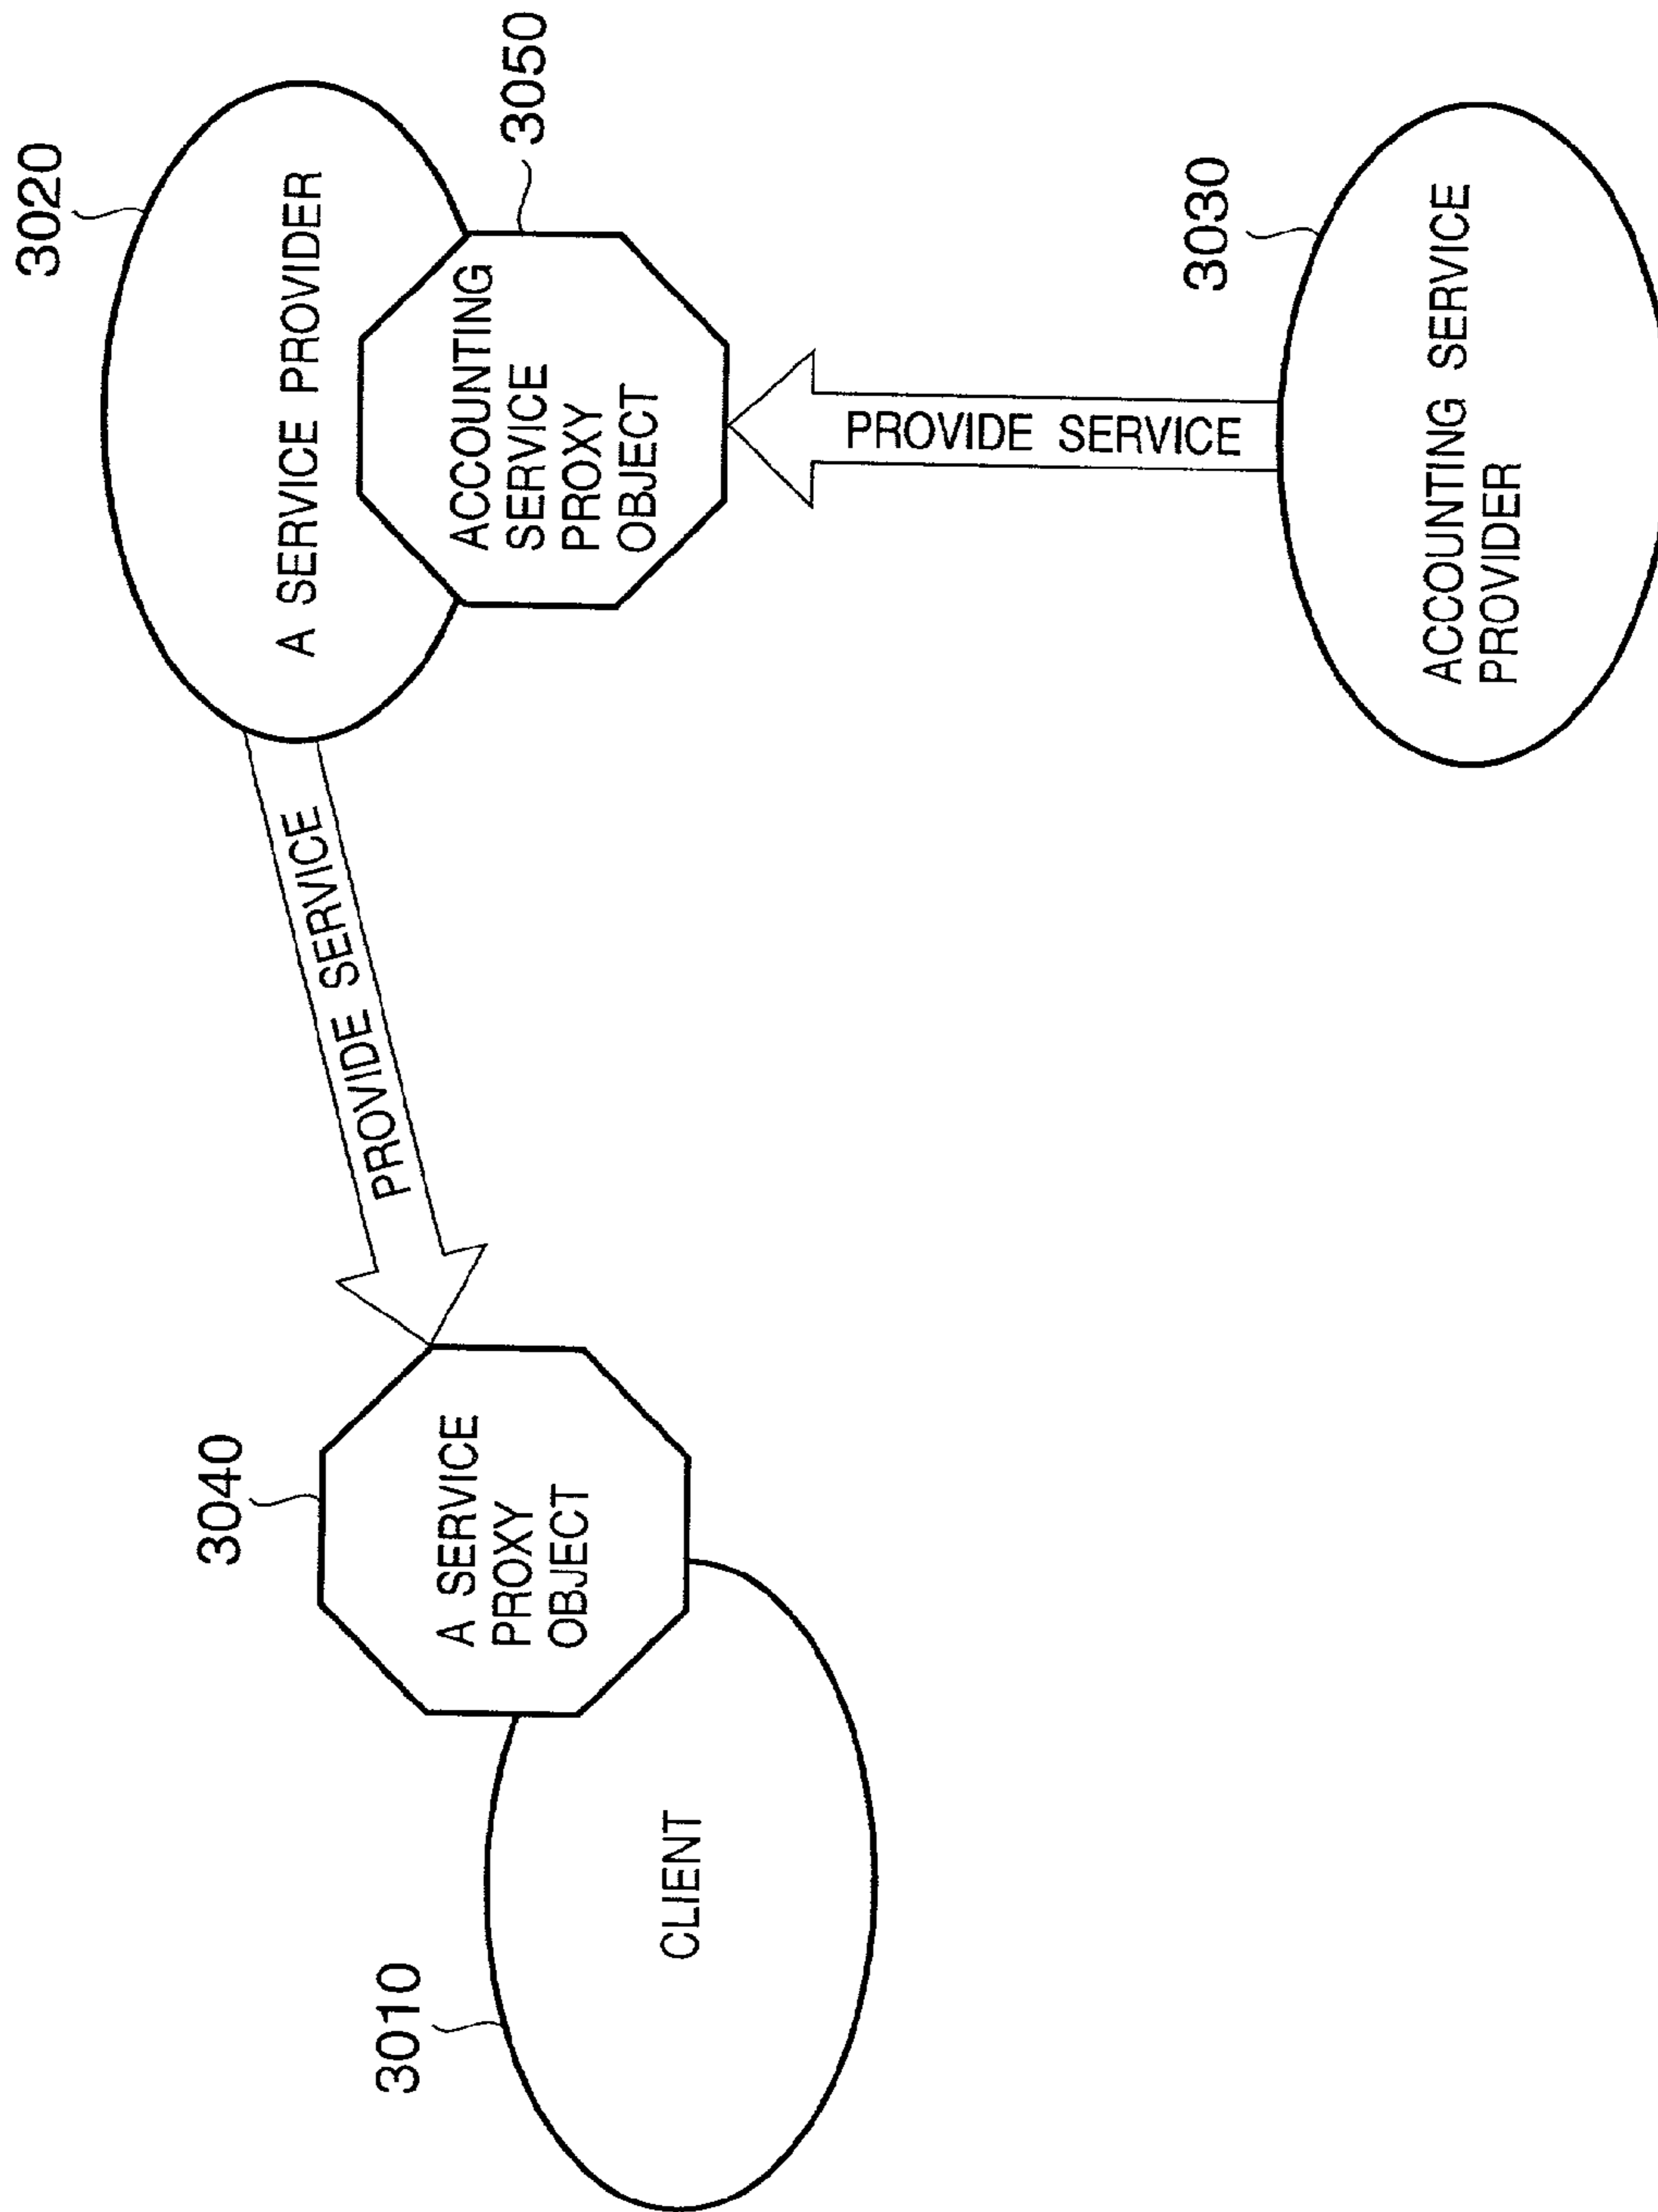 3010
CLIENT
3040
A SERVICE
PROXY
OBJECT
PROVIDE SERVICE
3020
A SERVICE PROVIDER
3050
ACCOUNTING
SERVICE
PROXY
OBJECT
PROVIDE SERVICE
3030
ACCOUNTING SERVICE
PROVIDER